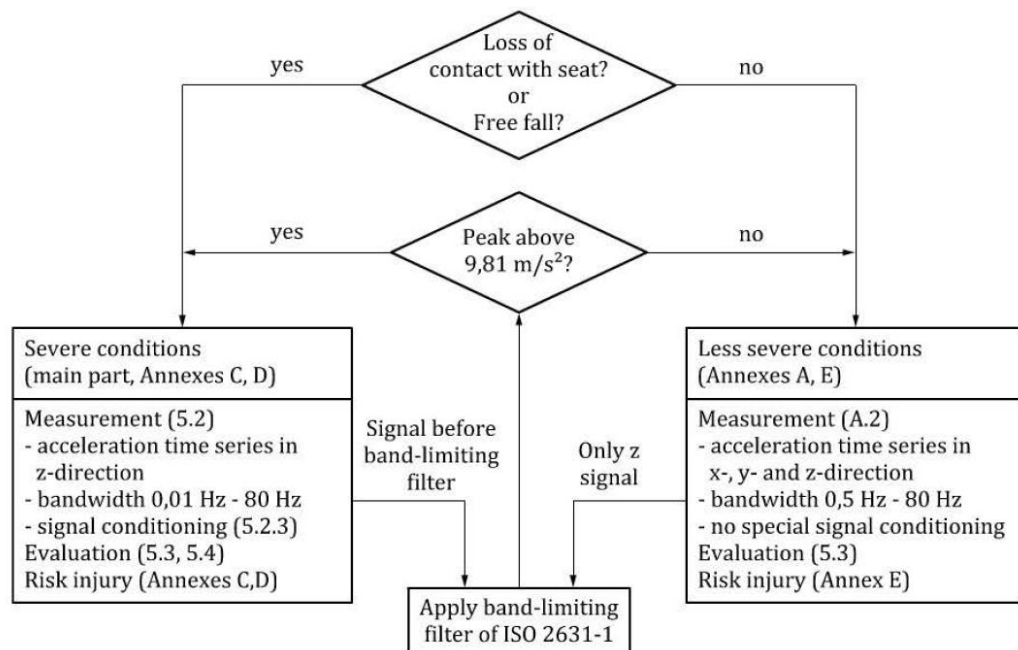 Loss of
contact with seat?
or
Free fall?
yes
no
Peak above
9,81 m/s²?
yes
no
Severe conditions
(main part, Annexes C, D)
Measurement (5.2)
- acceleration time series in
z-direction
- bandwidth 0,01 Hz - 80 Hz
- signal conditioning (5.2.3)
Evaluation (5.3, 5.4)
Risk injury (Annexes C,D)
Signal before
band-limiting
filter
Only z
signal
Less severe conditions
(Annexes A, E)
Measurement (A.2)
- acceleration time series in
x-, y- and z-direction
- bandwidth 0,5 Hz - 80 Hz
- no special signal conditioning
Evaluation (5.3)
Risk injury (Annex E)
Apply band-limiting
filter of ISO 2631-1